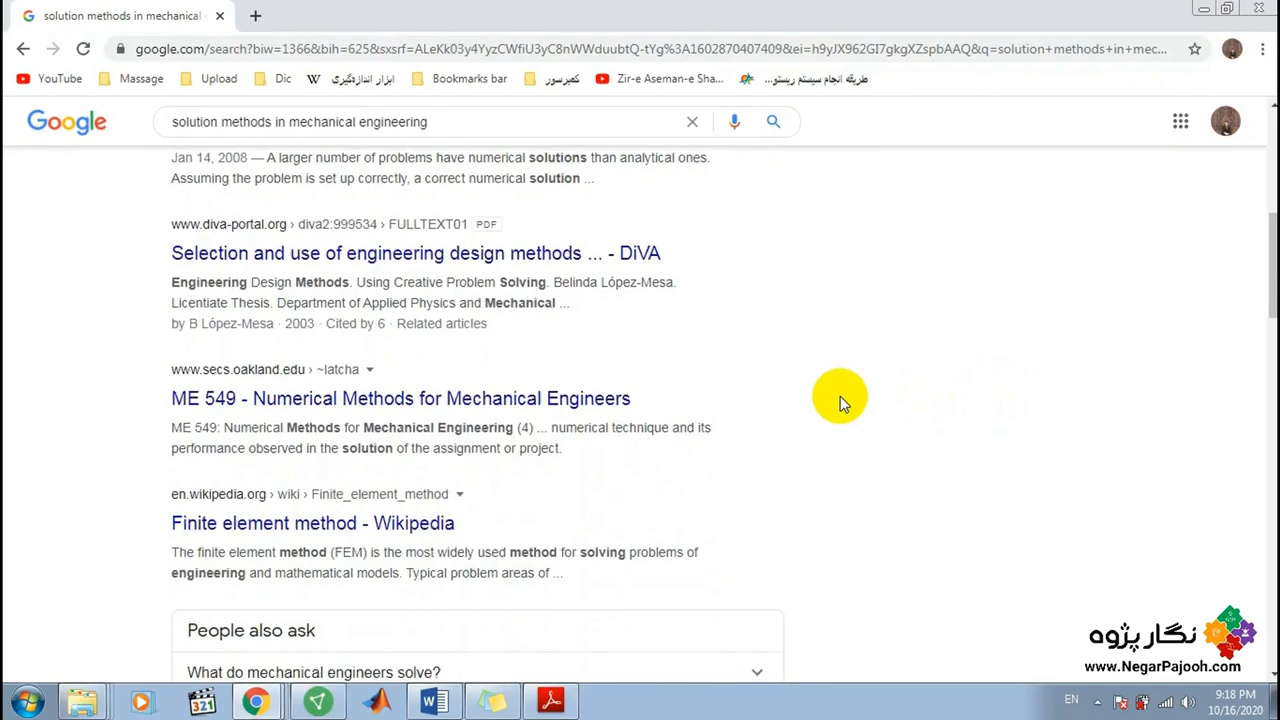 solution methods in mechanical
google.com/search?biw=1366&bih=625&sxsrf=ALeKk03y4YyzCWfiU3yC8nWWduubtQ-tYg%3A1602870407409&ei=h9yJX962GI7gkgXZspbAAQ&q=solution+methods+in+mec...
YouTube Massage Upload Dic ابزار اندازه‌گیری Bookmarks bar کمپرسور Zir-e Aseman-e Sha... طریقه انجام سیستم ریستو...
Google solution methods in mechanical engineering
Jan 14, 2008 — A larger number of problems have numerical solutions than analytical ones.
Assuming the problem is set up correctly, a correct numerical solution ...
www.diva-portal.org › diva2:999534 › FULLTEXT01 PDF
Selection and use of engineering design methods ... - DiVA
Engineering Design Methods. Using Creative Problem Solving. Belinda López-Mesa.
Licentiate Thesis. Department of Applied Physics and Mechanical ...
by B López-Mesa · 2003 · Cited by 6 · Related articles
www.secs.oakland.edu › ~latcha
ME 549 - Numerical Methods for Mechanical Engineers
ME 549: Numerical Methods for Mechanical Engineering (4) ... numerical technique and its
performance observed in the solution of the assignment or project.
en.wikipedia.org › wiki › Finite_element_method
Finite element method - Wikipedia
The finite element method (FEM) is the most widely used method for solving problems of
engineering and mathematical models. Typical problem areas of ...
People also ask
What do mechanical engineers solve?
نگار پژوه
www.NegarPajooh.com
321
EN
9:18 PM
10/16/2020